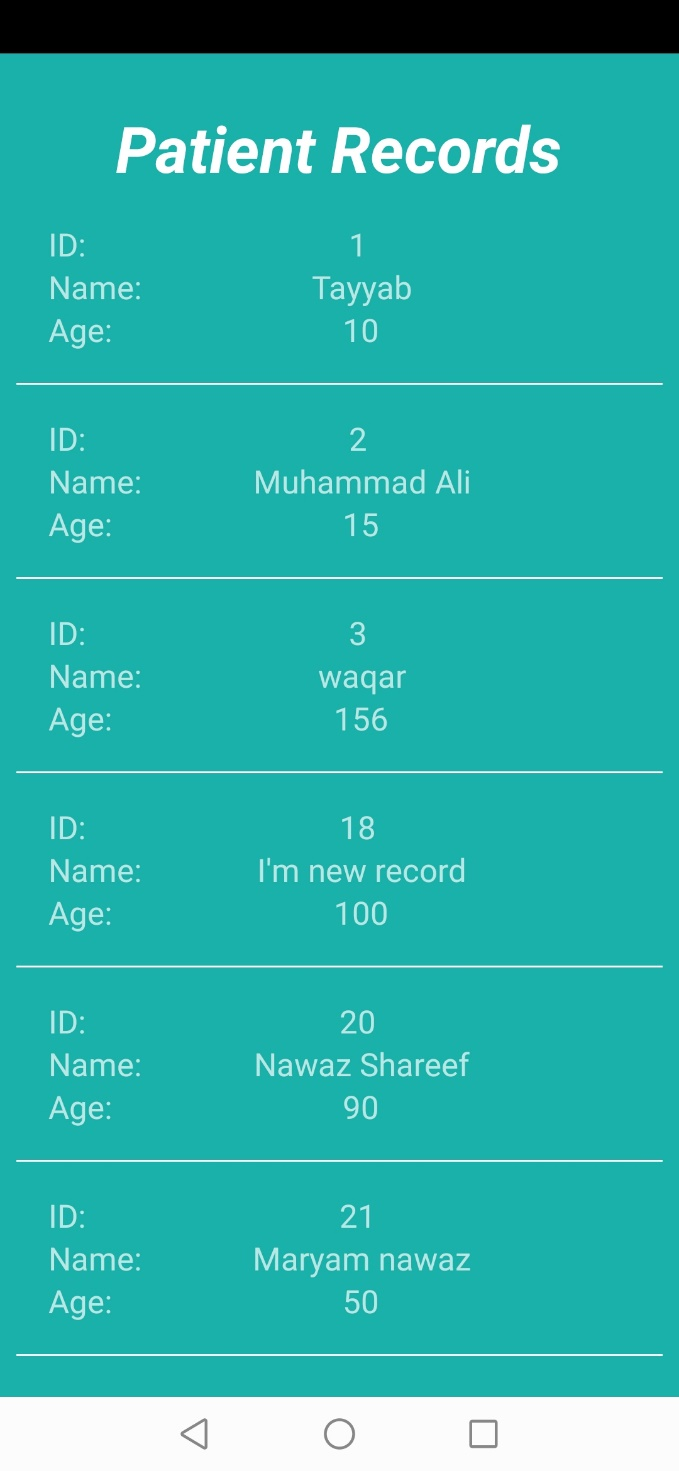 Patient Records
ID: 1
Name: Tayyab
Age: 10
ID: 2
Name: Muhammad Ali
Age: 15
ID: 3
Name: waqar
Age: 156
ID: 18
Name: I'm new record
Age: 100
ID: 20
Name: Nawaz Shareef
Age: 90
ID: 21
Name: Maryam nawaz
Age: 50